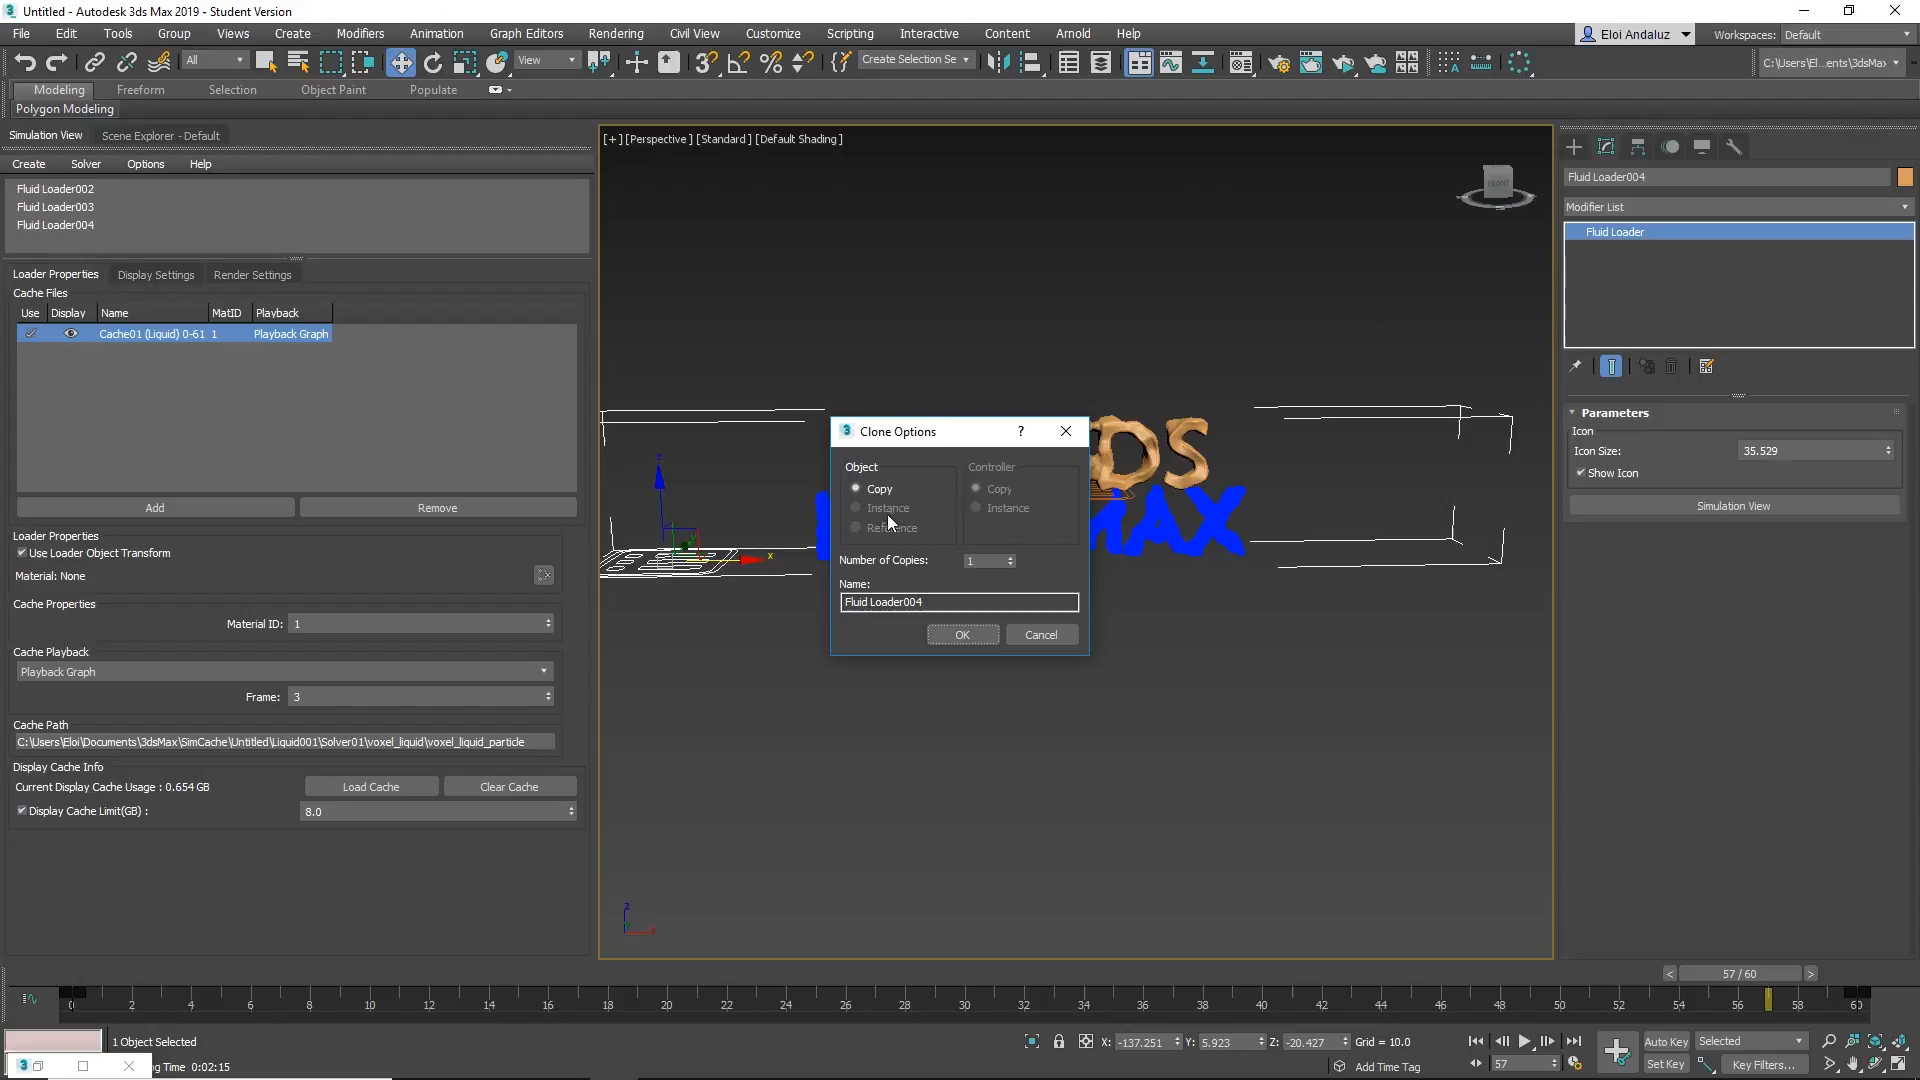 Untitled - Autodesk 3ds Max 2019 - Student Version
File Edit Tools Group Views Create Modifiers Animation Graph Editors Rendering Civil View Customize Scripting Interactive Content Arnold Help
Eloi Andaluz
Workspaces: Default
All
View
Create Selection Se
C:\Users\El...ents\3dsMax
Modeling Freeform Selection Object Paint Populate
Polygon Modeling
Simulation View Scene Explorer - Default
Create Solver Options Help
Fluid Loader002
Fluid Loader003
Fluid Loader004
Loader Properties Display Settings Render Settings
Cache Files
Use Display Name MatID Playback
Cache01 (Liquid) 0-61 1 Playback Graph
Add Remove
Loader Properties
Use Loader Object Transform
Material: None
Cache Properties
Material ID: 1
Cache Playback
Playback Graph
Frame: 3
Cache Path
C:\Users\Eloi\Documents\3dsMax\SimCache\Untitled\Liquid001\Solver01\voxel_liquid\voxel_liquid_particle
Display Cache Info
Current Display Cache Usage : 0.654 GB Load Cache Clear Cache
Display Cache Limit(GB) : 8.0
[+] [Perspective] [Standard] [Default Shading]
FRONT
DS
MAX
z
x
Clone Options ?
Object Controller
Copy Copy
Instance Instance
Reference
Number of Copies: 1
Name:
Fluid Loader004
OK Cancel
Fluid Loader004
Modifier List
Fluid Loader
Parameters
Icon
Icon Size: 35.529
Show Icon
Simulation View
< 57 / 60 >
0 2 4 6 8 10 12 14 16 18 20 22 24 26 28 30 32 34 36 38 40 42 44 46 48 50 52 54 56 58 60
1 Object Selected
ng Time 0:02:15
X: -137.251 Y: 5.923 Z: -20.427 Grid = 10.0
Add Time Tag
57
Auto Key Selected
Set Key Key Filters...